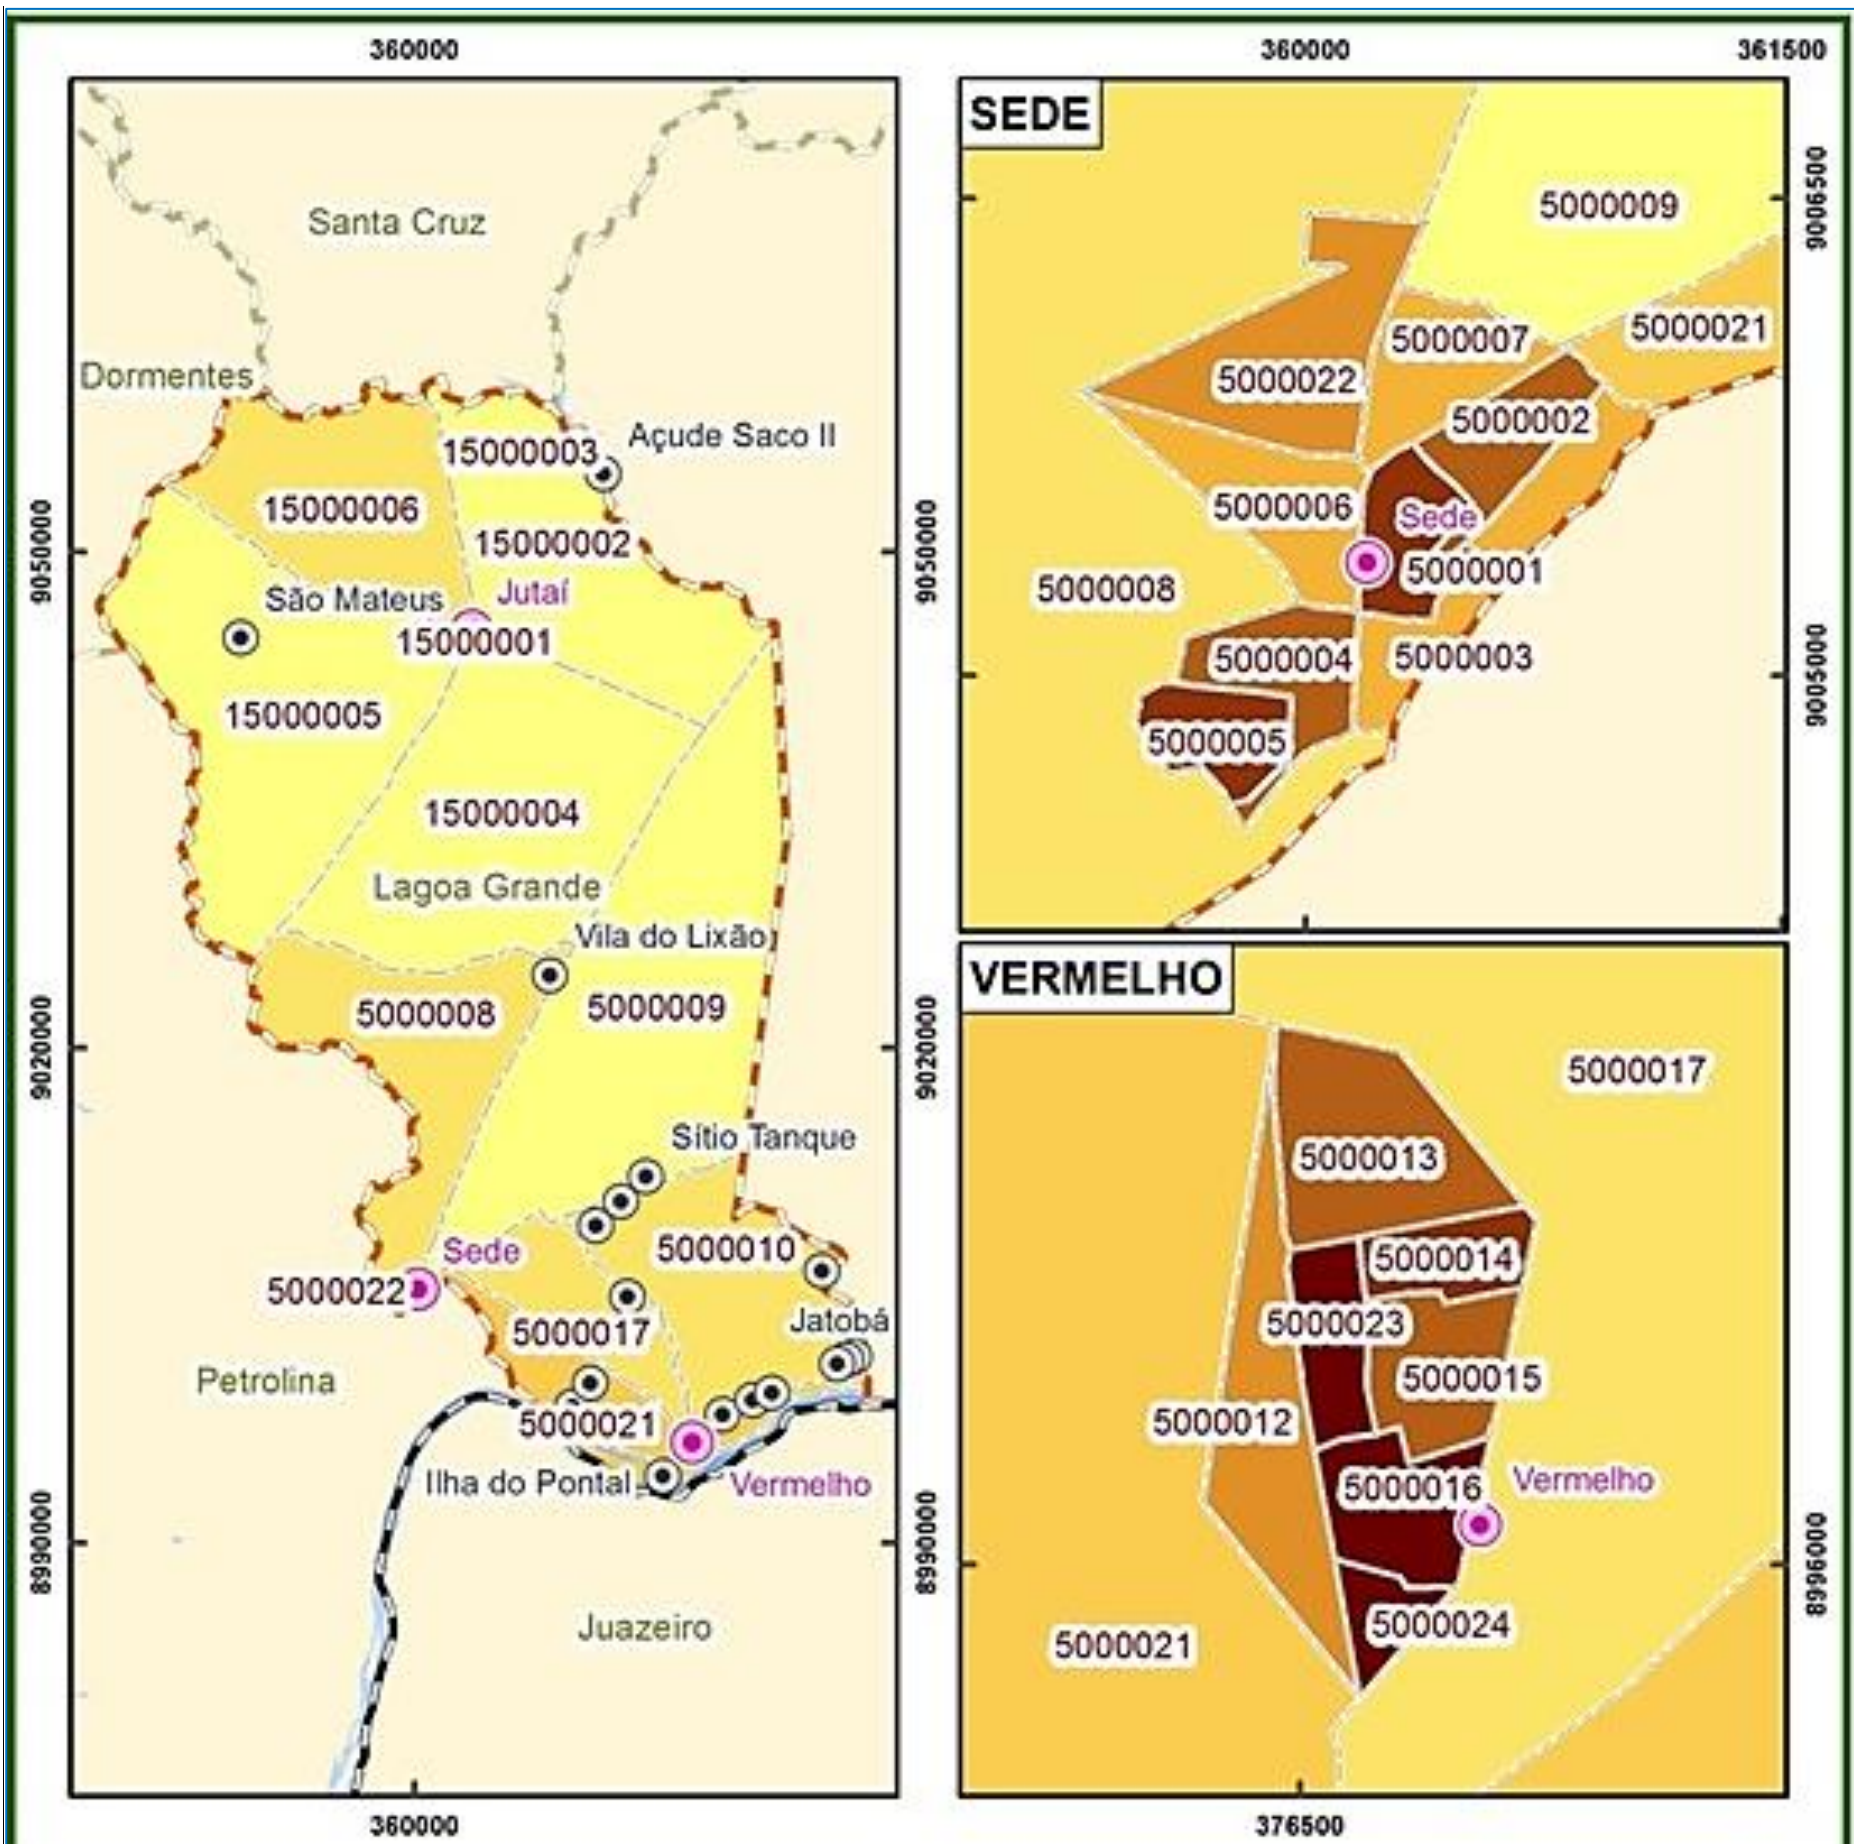 360000
Santa Cruz
Dormentes
Açude Saco II
15000003
15000006
15000002
9050000
9050000
São Mateus
Jutaí
15000001
15000005
15000004
Lagoa Grande
Vila do Lixão
5000008
5000009
9020000
9020000
Sítio Tanque
Sede
5000010
5000022
Jatobá
5000017
Petrolina
5000021
Ilha do Pontal
Vermelho
8990000
8990000
Juazeiro
360000
360000
361500
SEDE
5000009
9006500
5000021
5000007
5000022
5000002
5000006
Sede
5000001
5000008
5000004
5000003
9005000
5000005
VERMELHO
5000017
5000013
5000014
5000023
5000015
5000012
5000016
Vermelho
8996000
5000024
5000021
376500